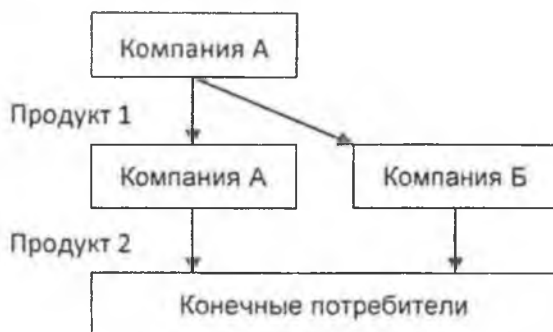 Компания А
Продукт 1
Компания А
Компания Б
Продукт 2
Конечные потребители